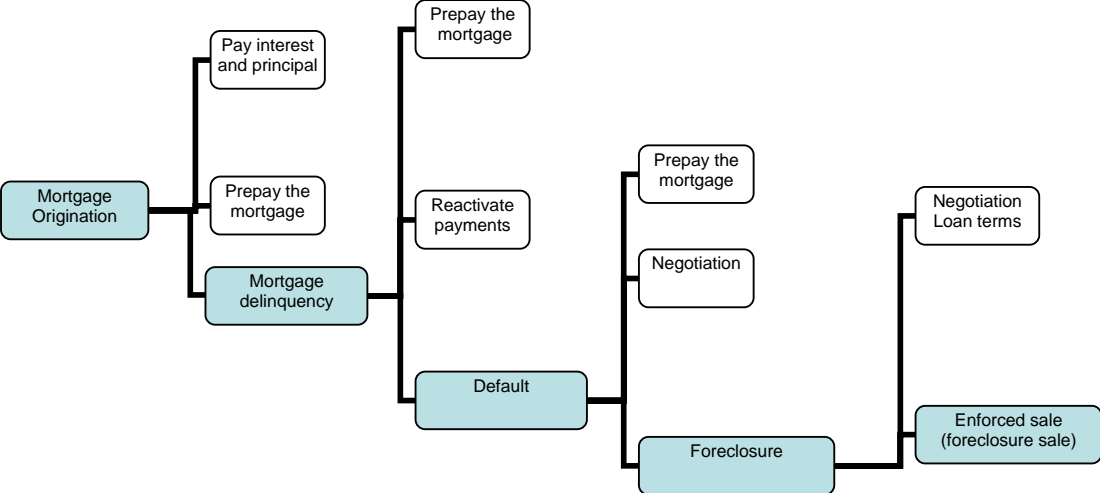 Prepay the
mortgage
Pay interest
and principal
Prepay the
mortgage
Mortgage
Origination
Prepay the
mortgage
Reactivate
payments
Negotiation
Loan terms
Negotiation
Mortgage
delinquency
Default
Enforced sale
(foreclosure sale)
Foreclosure